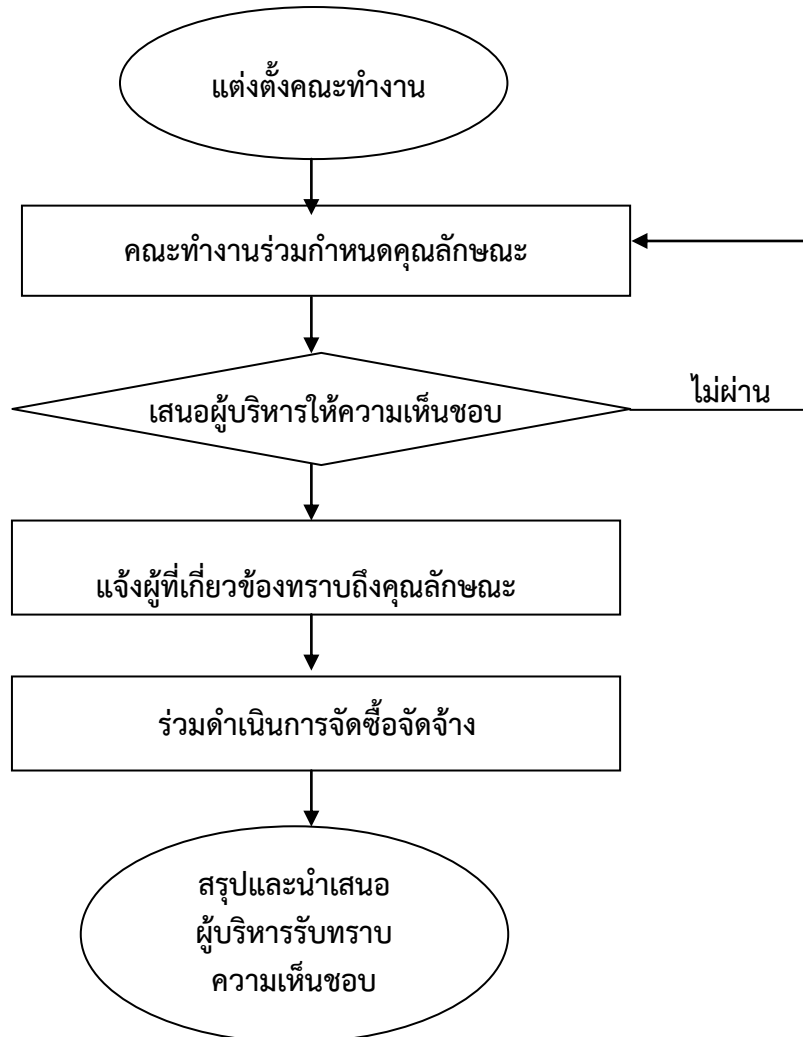 แต่งตั้งคณะทำงาน
คณะทำงานร่วมกำหนดคุณลักษณะ
เสนอผู้บริหารให้ความเห็นชอบ
ไม่ผ่าน
แจ้งผู้ที่เกี่ยวข้องทราบถึงคุณลักษณะ
ร่วมดำเนินการจัดซื้อจัดจ้าง
สรุปและนำเสนอ
ผู้บริหารรับทราบ
ความเห็นชอบ